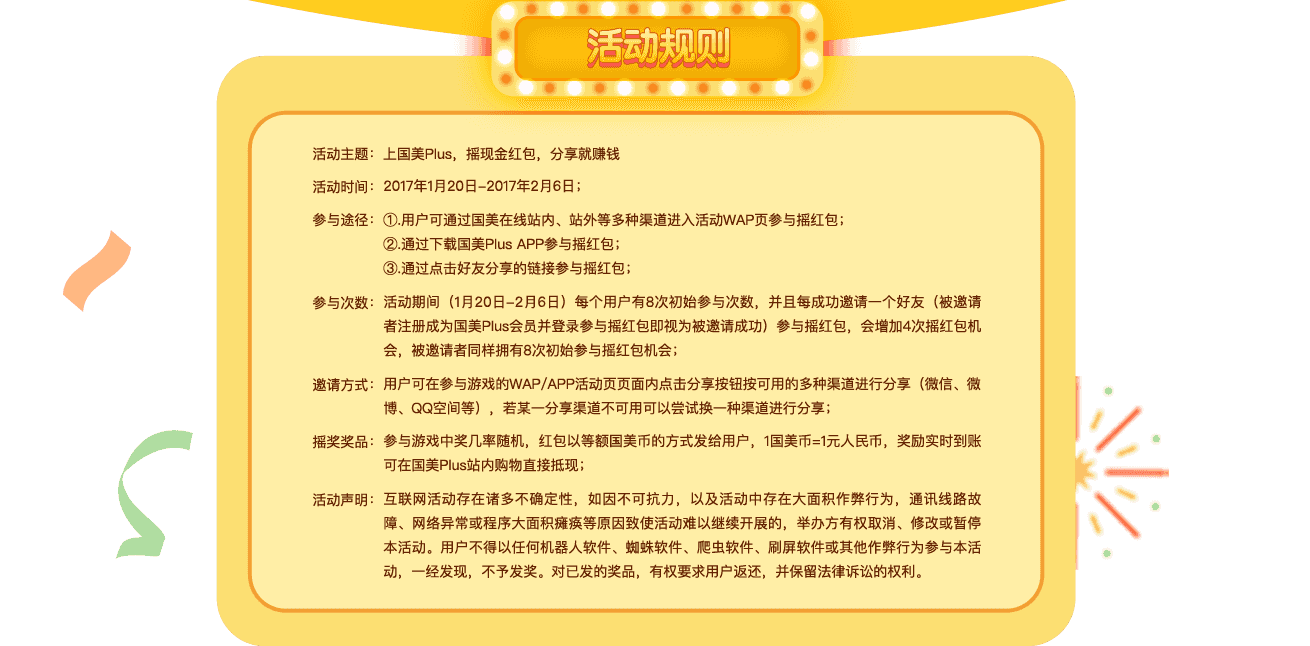 活动规则
活动主题：上国美Plus，摇现金红包，分享就赚钱
活动时间：2017年1月20日-2017年2月6日；
参与途径：①.用户可通过国美在线站内、站外等多种渠道进入活动WAP页参与摇红包；
②.通过下载国美Plus APP参与摇红包；
③.通过点击好友分享的链接参与摇红包；
参与次数：活动期间（1月20日-2月6日）每个用户有8次初始参与次数，并且每成功邀请一个好友（被邀请
者注册成为国美Plus会员并登录参与摇红包即视为被邀请成功）参与摇红包，会增加4次摇红包机
会，被邀请者同样拥有8次初始参与摇红包机会；
邀请方式：用户可在参与游戏的WAP/APP活动页页面内点击分享按钮按可用的多种渠道进行分享（微信、微
博、QQ空间等），若某一分享渠道不可用可以尝试换一种渠道进行分享；
摇奖奖品：参与游戏中奖几率随机，红包以等额国美币的方式发给用户，1国美币=1元人民币，奖励实时到账
可在国美Plus站内购物直接抵现；
活动声明：互联网活动存在诸多不确定性，如因不可抗力，以及活动中存在大面积作弊行为，通讯线路故
障、网络异常或程序大面积瘫痪等原因致使活动难以继续开展的，举办方有权取消、修改或暂停
本活动。用户不得以任何机器人软件、蜘蛛软件、爬虫软件、刷屏软件或其他作弊行为参与本活
动，一经发现，不予发奖。对已发的奖品，有权要求用户返还，并保留法律诉讼的权利。